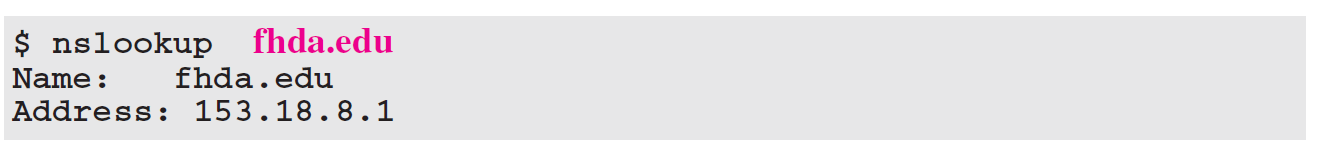 $ nslookup fhda.edu
Name: fhda.edu
Address: 153.18.8.1